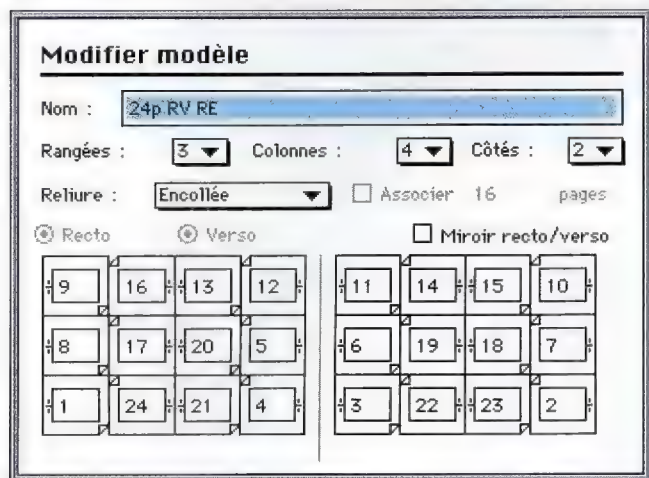 Modifier modèle
Nom : 24p RV RE
Rangées : 3 Colonnes : 4 Côtés : 2
Reliure : Encollée Associer 16 pages
Recto Verso Miroir recto/verso
9 16 13 12 11 14 15 10
8 17 20 5 6 19 18 7
1 24 21 4 3 22 23 2